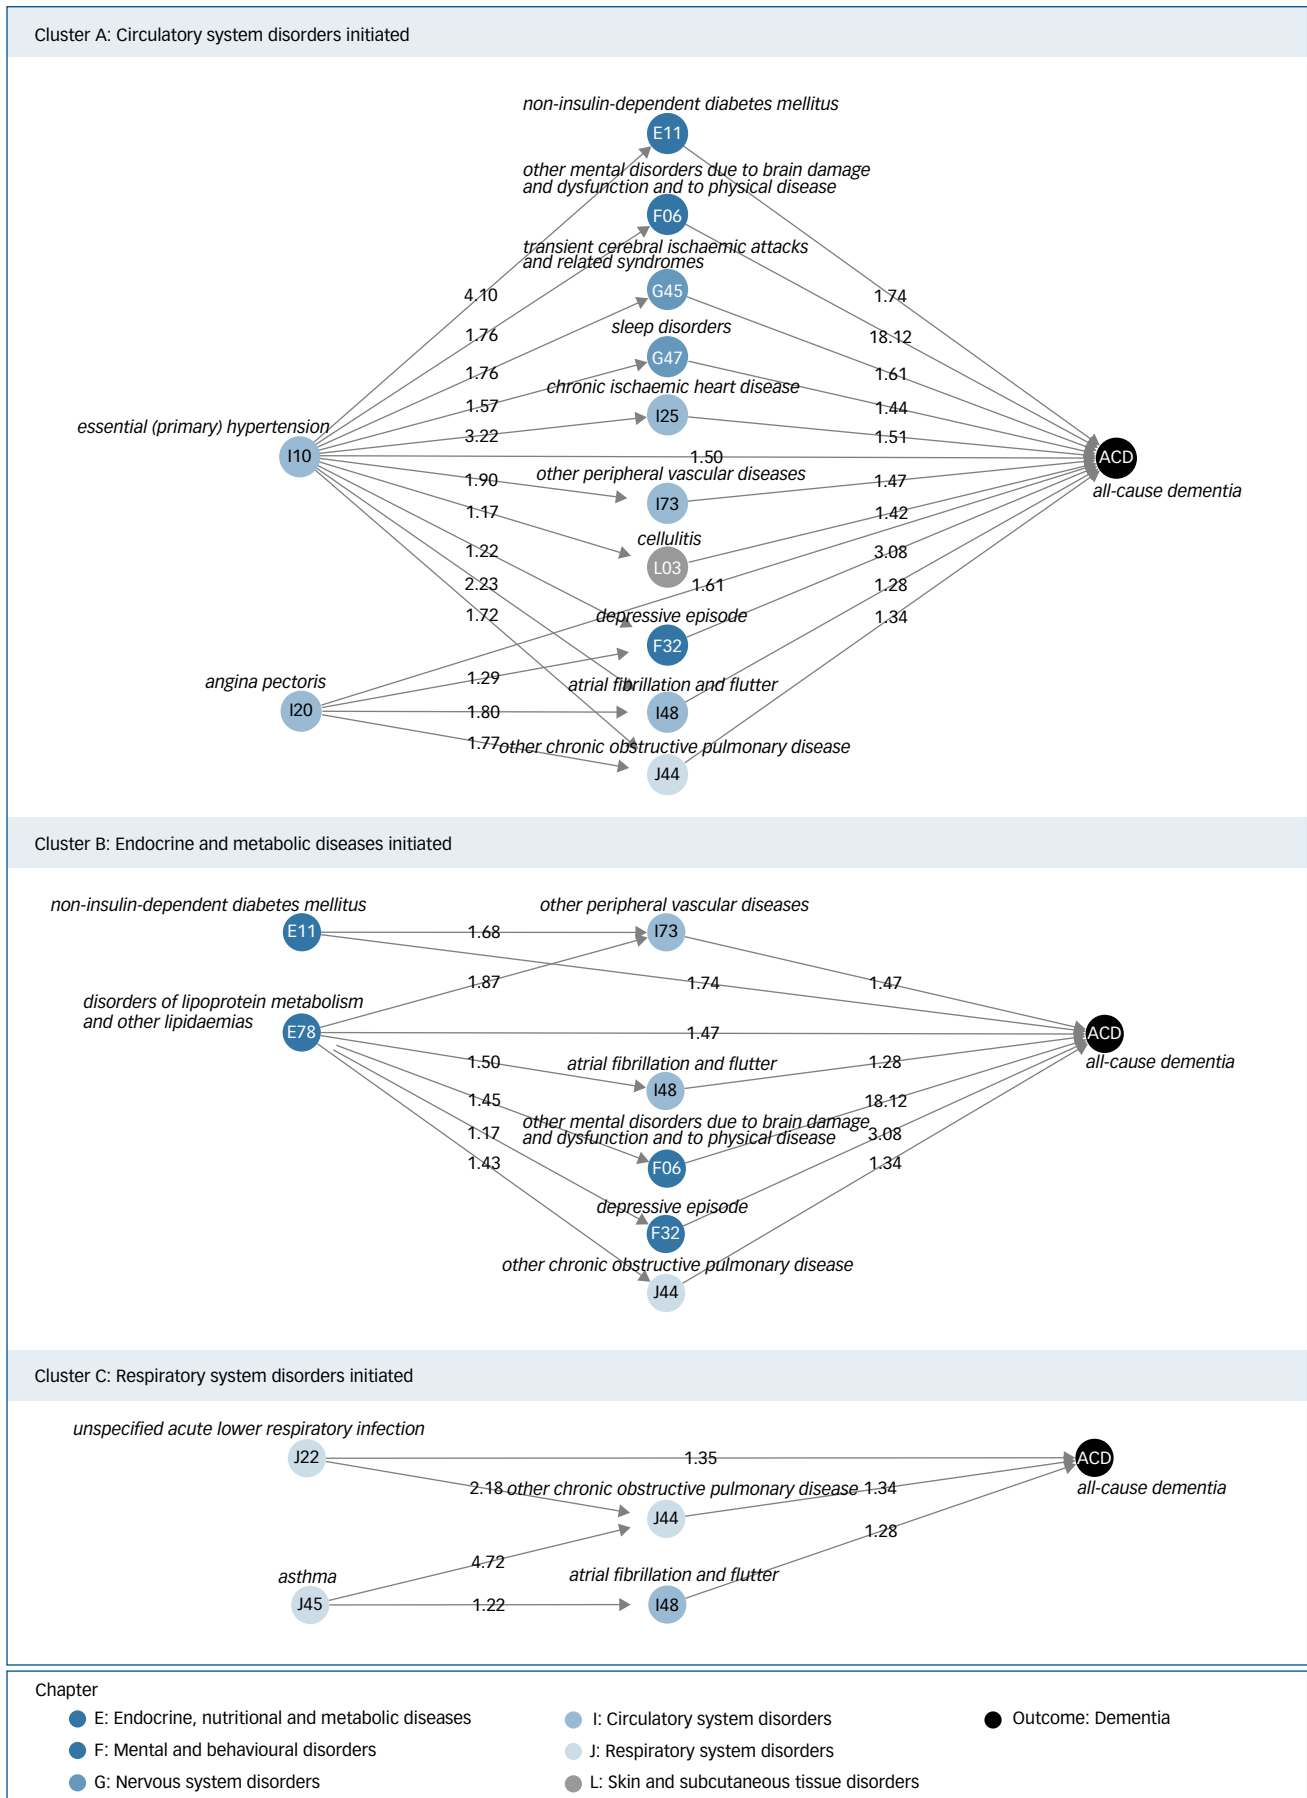 Cluster A: Circulatory system disorders initiated
non-insulin-dependent diabetes mellitus
E11
other mental disorders due to brain damage
and dysfunction and to physical disease
F06
transient cerebral ischaemic attacks
and related syndromes
G45
4.10
1.74
sleep disorders
1.76
18.12
G47
1.76
1.61
chronic ischaemic heart disease
1.57
1.44
I25
essential (primary) hypertension
3.22
1.51
I10
1.50
ACD
other peripheral vascular diseases
1.90
1.47
all-cause dementia
I73
1.17
1.42
cellulitis
1.22
3.08
L03
2.23
1.61
1.28
1.72
depressive episode
1.34
F32
angina pectoris
1.29
atrial fibrillation and flutter
I20
1.80
I48
1.77
other chronic obstructive pulmonary disease
J44
Cluster B: Endocrine and metabolic diseases initiated
non-insulin-dependent diabetes mellitus
other peripheral vascular diseases
E11
1.68
I73
1.87
1.74
1.47
disorders of lipoprotein metabolism
and other lipidaemias
E78
1.47
ACD
1.50
atrial fibrillation and flutter
1.28
all-cause dementia
I48
1.45
18.12
other mental disorders due to brain damage
and dysfunction and to physical disease
1.17
3.08
1.43
F06
1.34
depressive episode
F32
other chronic obstructive pulmonary disease
J44
Cluster C: Respiratory system disorders initiated
unspecified acute lower respiratory infection
J22
1.35
ACD
2.18
other chronic obstructive pulmonary disease
1.34
all-cause dementia
J44
1.28
4.72
asthma
atrial fibrillation and flutter
J45
1.22
I48
Chapter
E: Endocrine, nutritional and metabolic diseases
I: Circulatory system disorders
Outcome: Dementia
F: Mental and behavioural disorders
J: Respiratory system disorders
G: Nervous system disorders
L: Skin and subcutaneous tissue disorders